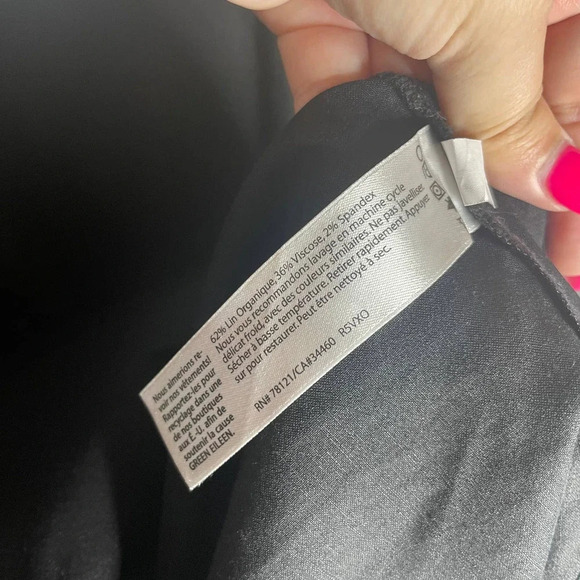 62% Lin Organique, 36% Viscose, 2% Spandex
Nous vous recommandons lavage en machine cycle
délicat froid, avec des couleurs similaires. Ne pas javelliser.
Sécher à basse température. Retirer rapidement. Appuyer
sur pour restaurer. Peut être nettoyé à sec.
RN# 78121/CA#34460 R5VXO
Nous aimerions re-
voir nos vêtements!
Rapportez-les pour
recyclage dans une
de nos boutiques
aux É.-U. afin de
soutenir la cause
GREEN EILEEN.